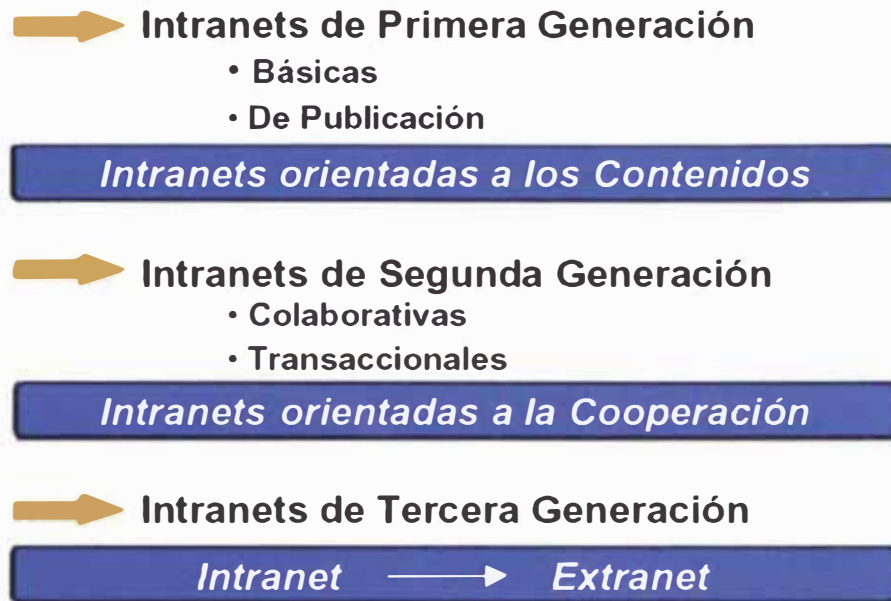 Intranets de Primera Generación
• Básicas
• De Publicación
Intranets orientadas a los Contenidos
Intranets de Segunda Generación
• Colaborativas
• Transaccionales
Intranets orientadas a la Cooperación
Intranets de Tercera Generación
Intranet → Extranet